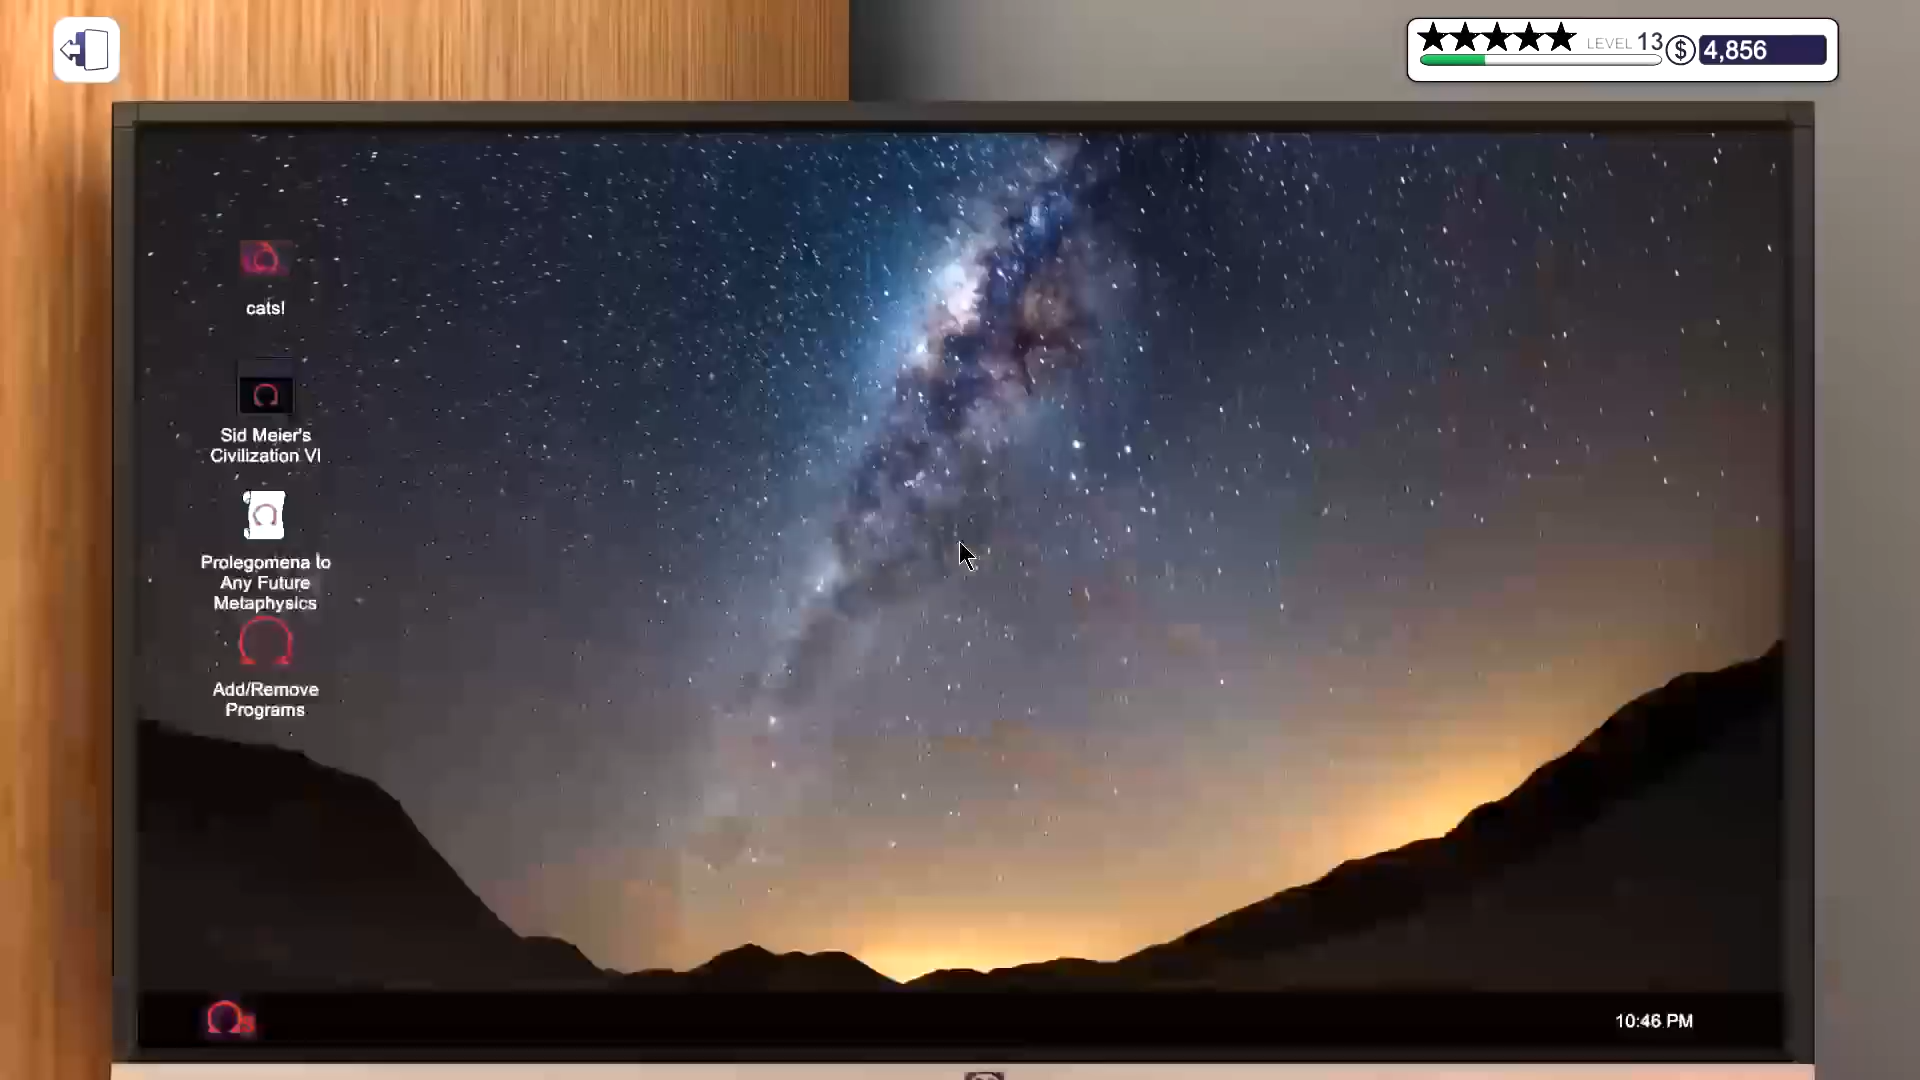 LEVEL 13
$ 4,856
cats!
Sid Meier's
Civilization VI
Prolegomena to
Any Future
Metaphysics
Add/Remove
Programs
10:46 PM